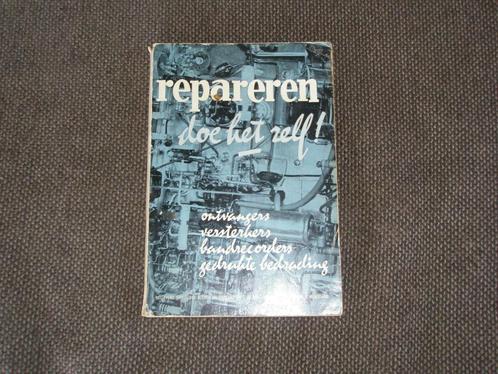 repareren
doe het zelf!
ontvangers
versterkers
bandrecorders
gedrukte bedrading